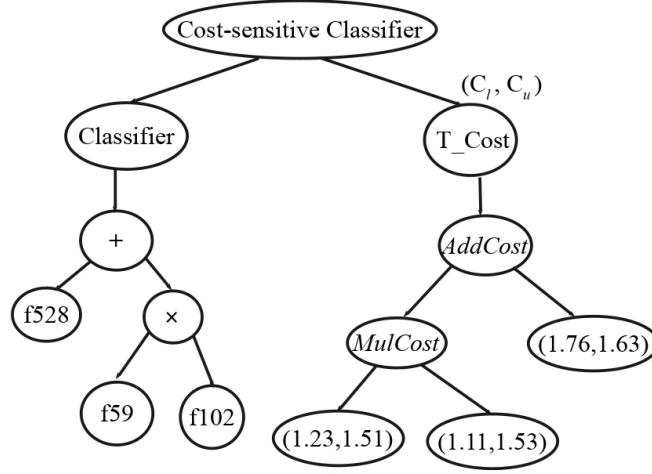 Cost-sensitive Classifier
(C_l, C_u)
Classifier
T_Cost
+
AddCost
f528
×
MulCost
(1.76,1.63)
f59
f102
(1.23,1.51)
(1.11,1.53)